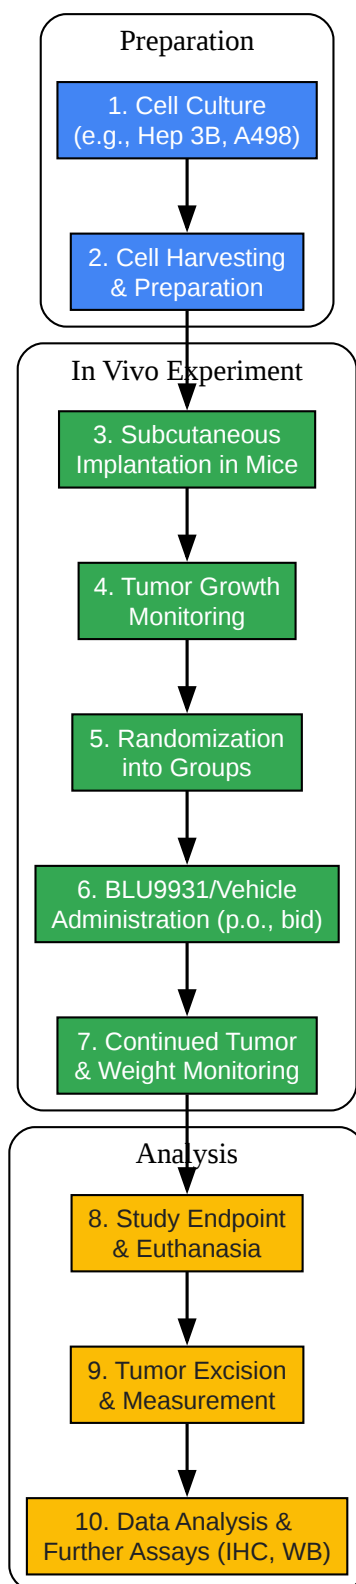 Preparation
1. Cell Culture
(e.g., Hep 3B, A498)
2. Cell Harvesting
& Preparation
In Vivo Experiment
3. Subcutaneous
Implantation in Mice
4. Tumor Growth
Monitoring
5. Randomization
into Groups
6. BLU9931/Vehicle
Administration (p.o., bid)
7. Continued Tumor
& Weight Monitoring
Analysis
8. Study Endpoint
& Euthanasia
9. Tumor Excision
& Measurement
10. Data Analysis &
Further Assays (IHC, WB)